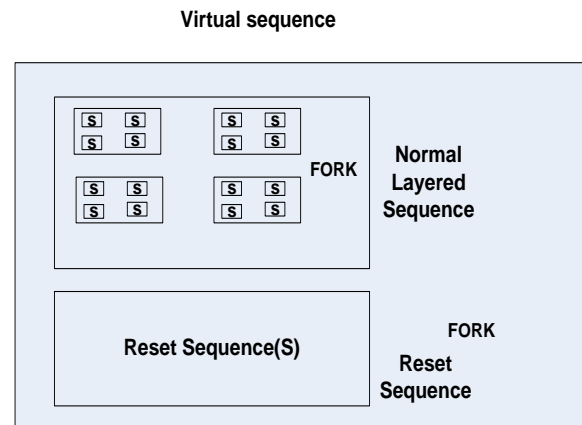 Virtual sequence
S S S S
S S S S
FORK
Normal
Layered
Sequence
S S S S
S S S S
Reset Sequence(S)
FORK
Reset
Sequence